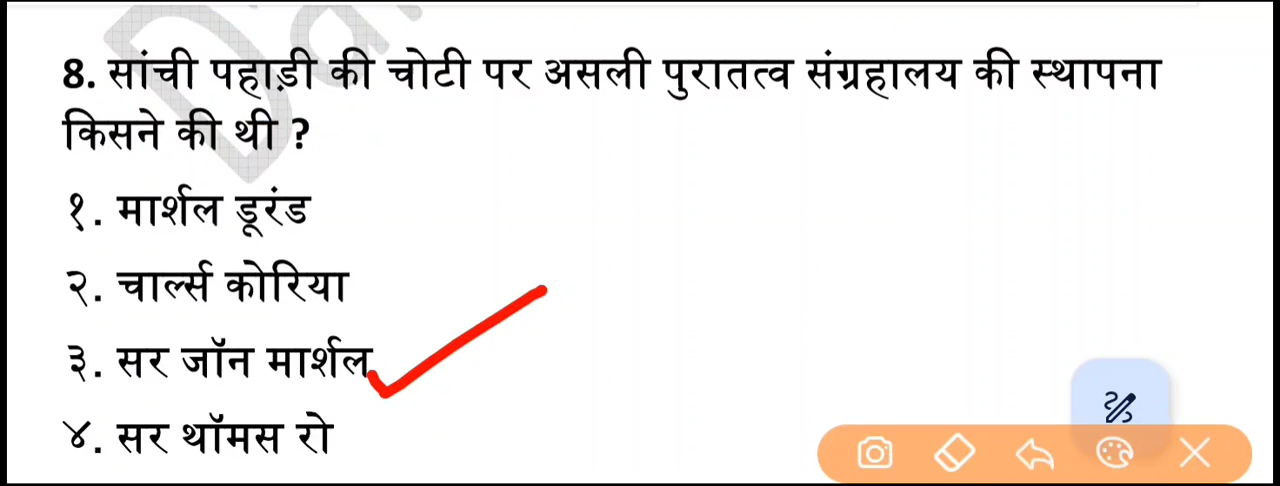 8. सांची पहाड़ी की चोटी पर असली पुरातत्व संग्रहालय की स्थापना
किसने की थी ?
१. मार्शल डूरंड
२. चार्ल्स कोरिया
३. सर जॉन मार्शल
४. सर थॉमस रो